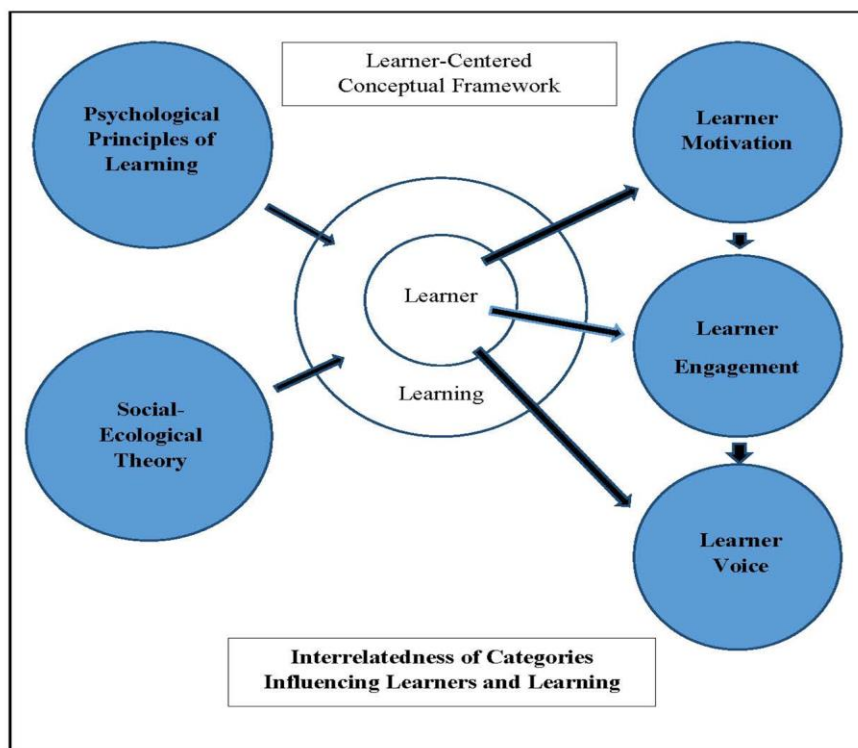 Learner-Centered
Conceptual Framework
Psychological
Principles of
Learning
Learner
Motivation
Learner
Learning
Learner
Engagement
Social-
Ecological
Theory
Learner
Voice
Interrelatedness of Categories
Influencing Learners and Learning